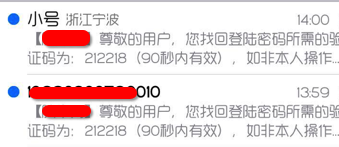 小号 浙江宁波 14:00
【 】尊敬的用户，您找回登陆密码所需的验
证码为：212218（90秒内有效），如非本人操作...
010 13:59
【 】尊敬的用户，您找回登陆密码所需的验
证码为：212218（90秒内有效），如非本人操作...